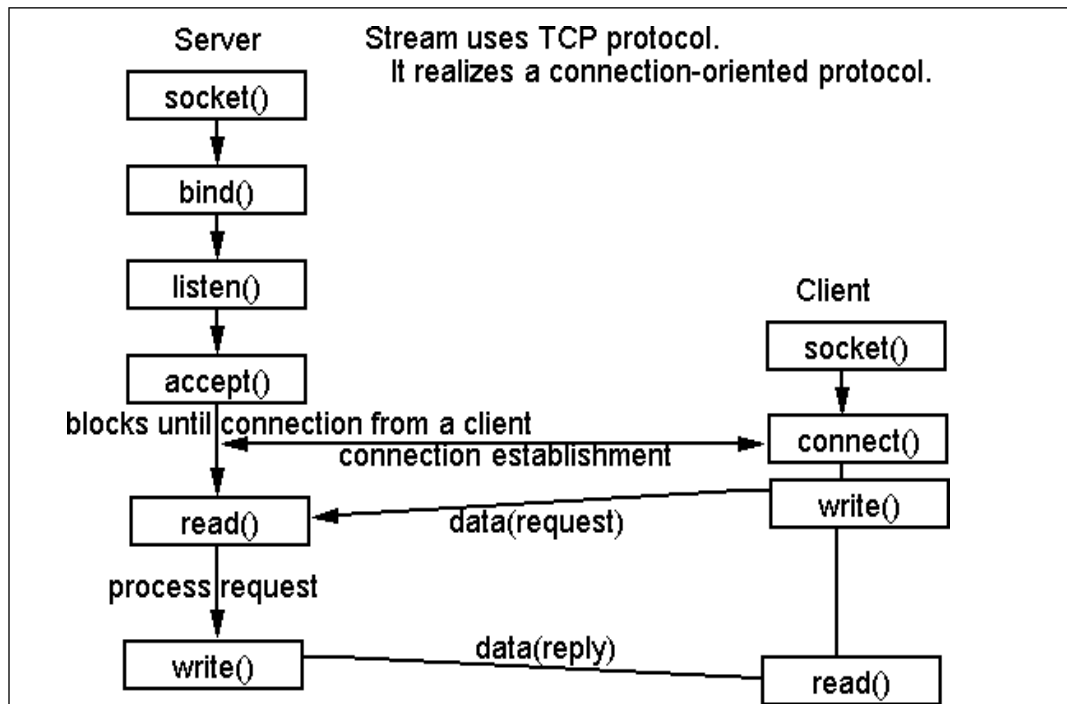 Server
Stream uses TCP protocol.
It realizes a connection-oriented protocol.
socket()
bind()
listen()
Client
socket()
accept()
blocks until connection from a client
connect()
connection establishment
write()
read()
data(request)
process request
data(reply)
write()
read()